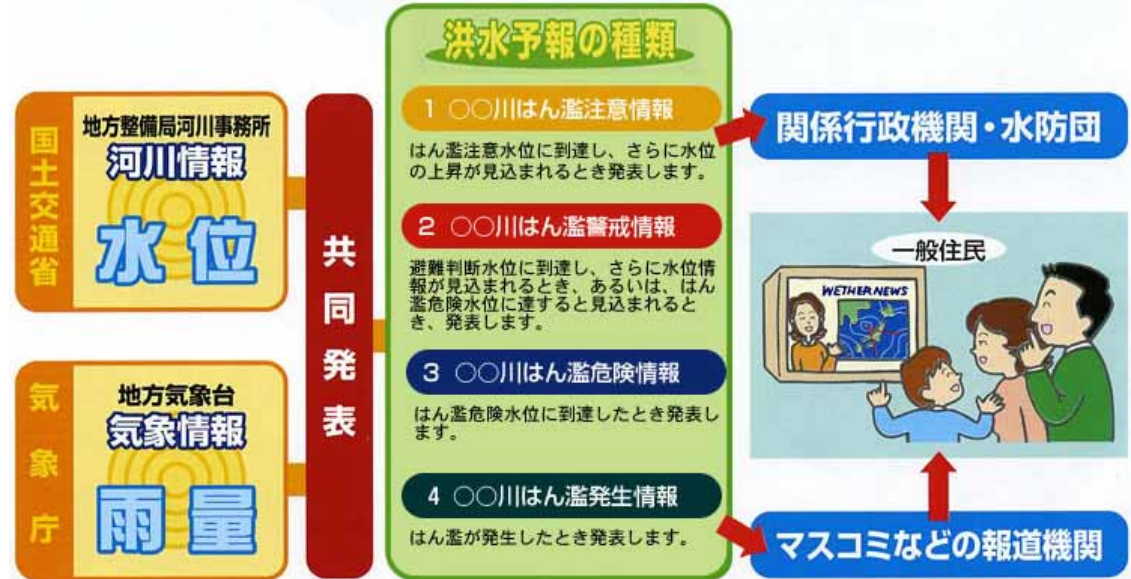 国土交通省
地方整備局河川事務所
河川情報
水位
気象庁
地方気象台
気象情報
雨量
共同発表
洪水予報の種類
1 〇〇川はん濫注意情報
はん濫注意水位に到達し、さらに水位
の上昇が見込まれるとき発表します。
2 〇〇川はん濫警戒情報
避難判断水位に到達し、さらに水位情
報が見込まれるとき、あるいは、はん
濫危険水位に達すると見込まれると
き、発表します。
3 〇〇川はん濫危険情報
はん濫危険水位に到達したとき発表し
ます。
4 〇〇川はん濫発生情報
はん濫が発生したとき発表します。
関係行政機関・水防団
一般住民
WETHER NEWS
マスコミなどの報道機関